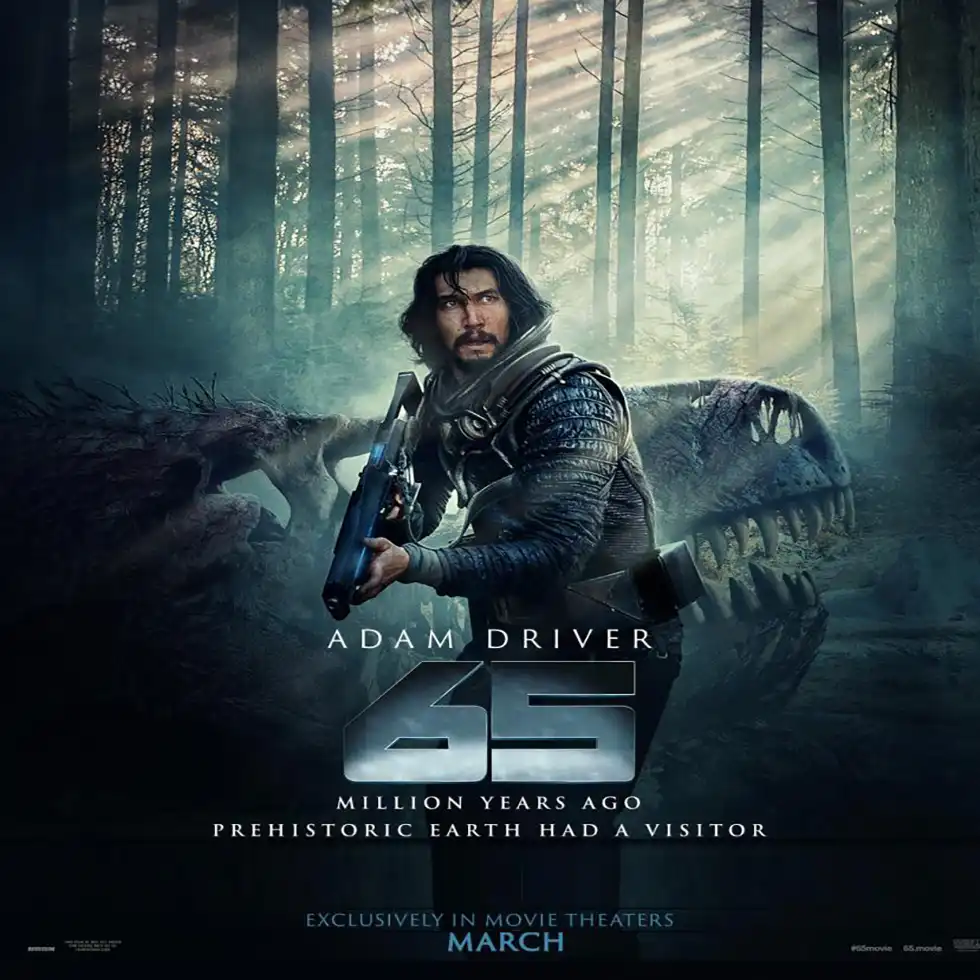 ADAM DRIVER
65
MILLION YEARS AGO
PREHISTORIC EARTH HAD A VISITOR
EXCLUSIVELY IN MOVIE THEATERS
MARCH
#65movie 65.movie